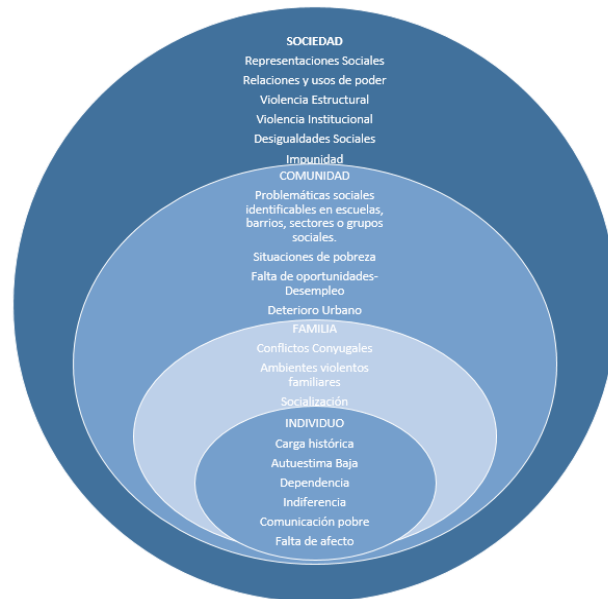 SOCIEDAD
Representaciones Sociales
Relaciones y usos de poder
Violencia Estructural
Violencia Institucional
Desigualdades Sociales
Impunidad
COMUNIDAD
Problemáticas sociales
identificables en escuelas,
barrios, sectores o grupos
sociales.
Situaciones de pobreza
Falta de oportunidades-
Desempleo
Deterioro Urbano
FAMILIA
Conflictos Conyugales
Ambientes violentos
familiares
Socialización
INDIVIDUO
Carga histórica
Autuestima Baja
Dependencia
Indiferencia
Comunicación pobre
Falta de afecto